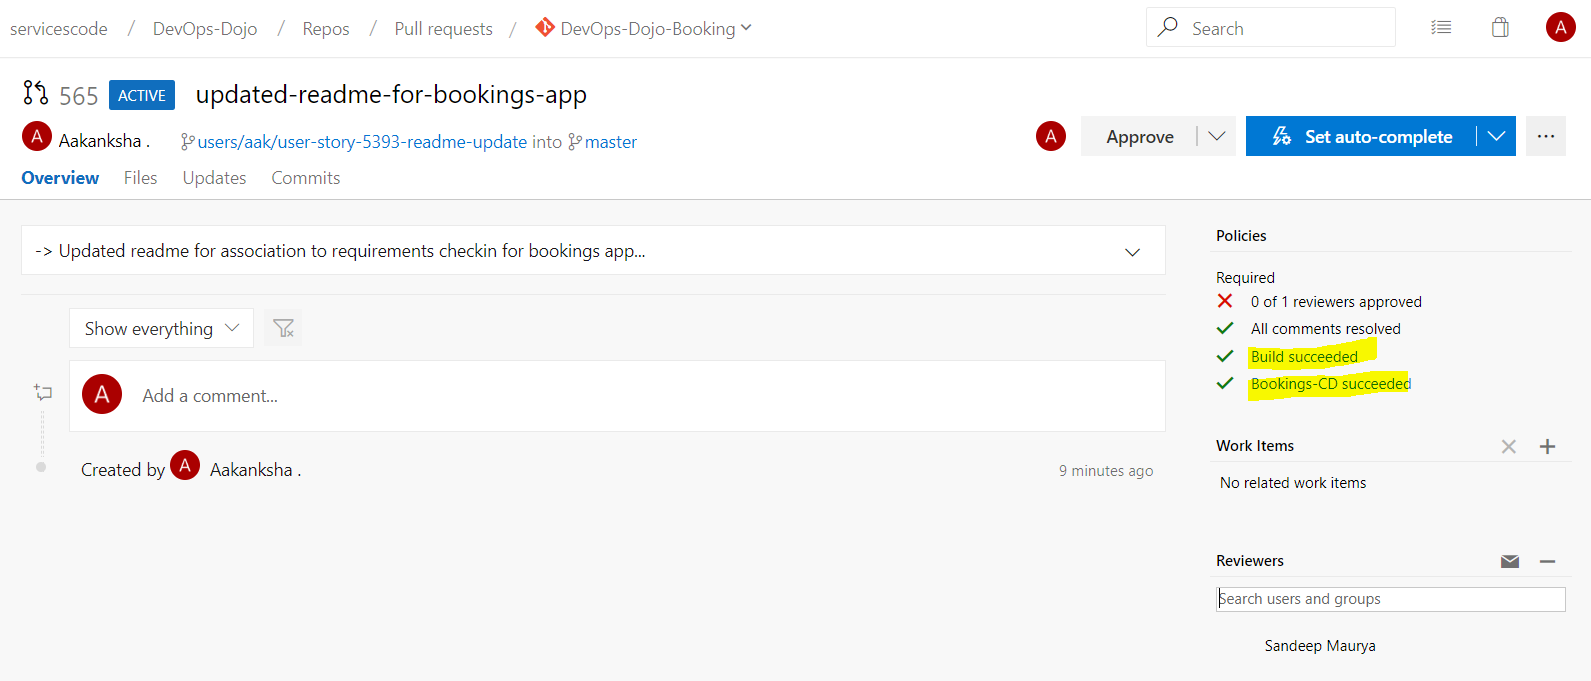 servicescode / DevOps-Dojo / Repos / Pull requests / DevOps-Dojo-Booking
Search
A
565 ACTIVE updated-readme-for-bookings-app
A Aakanksha . users/aak/user-story-5393-readme-update into master
A Approve Set auto-complete ...
Overview Files Updates Commits
-> Updated readme for association to requirements checkin for bookings app...
Show everything
A Add a comment...
Created by A Aakanksha . 9 minutes ago
Policies
Required
0 of 1 reviewers approved
All comments resolved
Build succeeded
Bookings-CD succeeded
Work Items
No related work items
Reviewers
Search users and groups
Sandeep Maurya